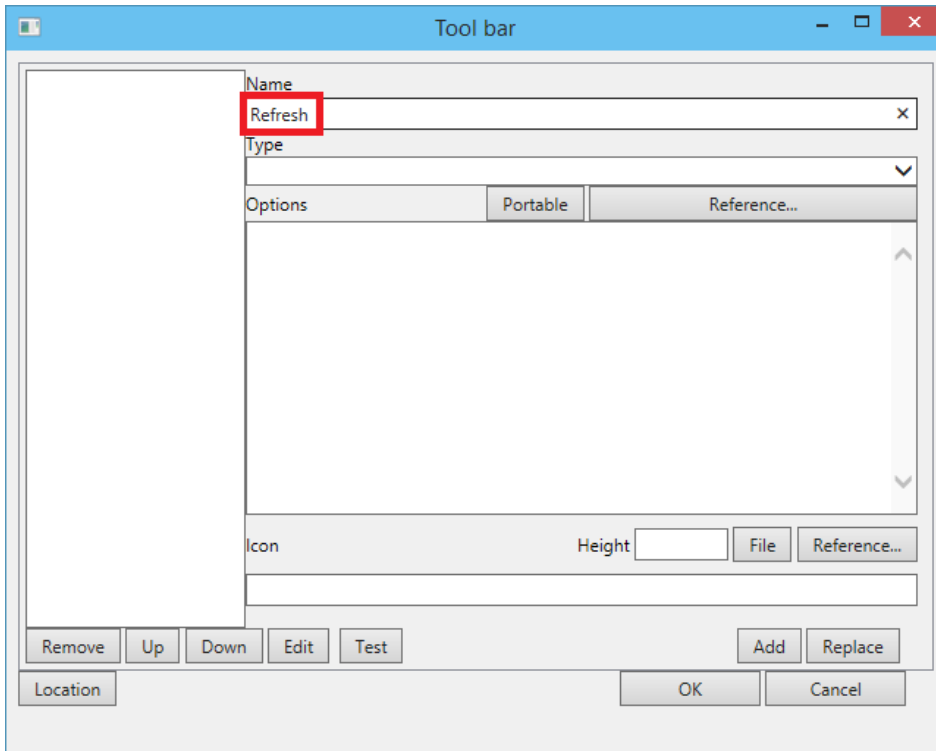 Tool bar
Name
Refresh
Type
Options Portable Reference...
Icon Height File Reference...
Remove Up Down Edit Test Add Replace
Location OK Cancel